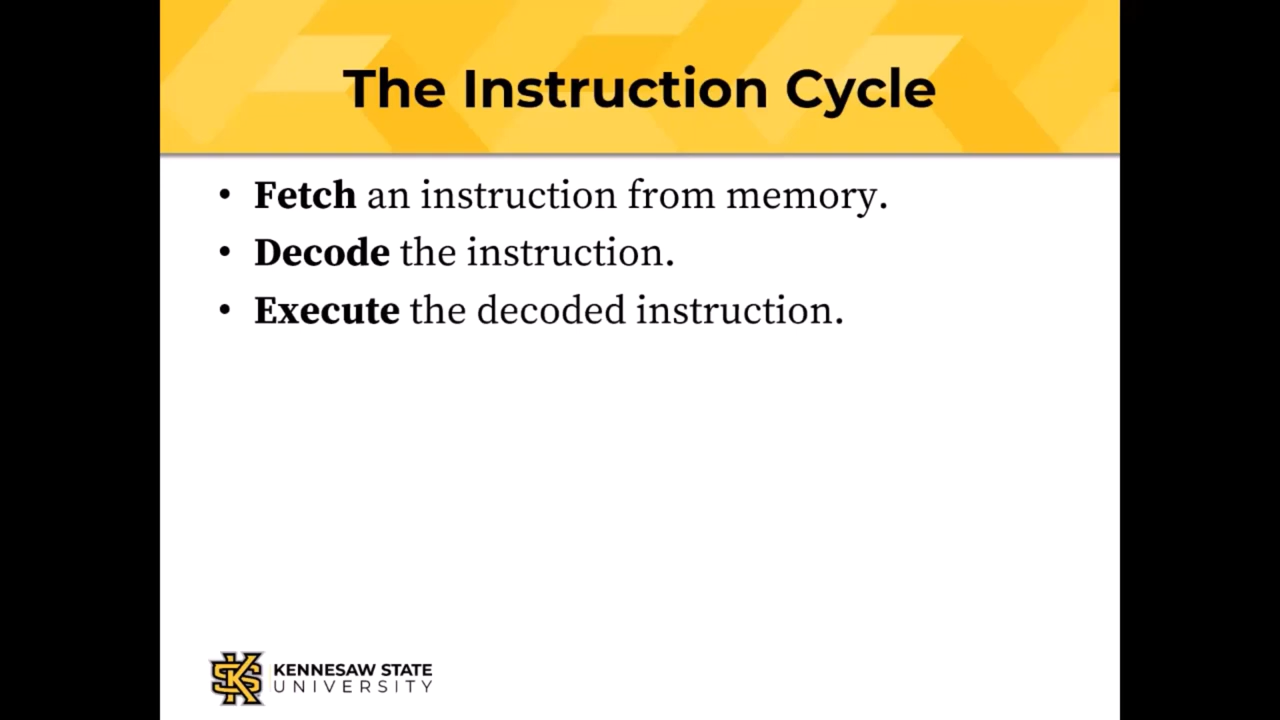 The Instruction Cycle
• Fetch an instruction from memory.
• Decode the instruction.
• Execute the decoded instruction.
KENNESAW STATE
UNIVERSITY